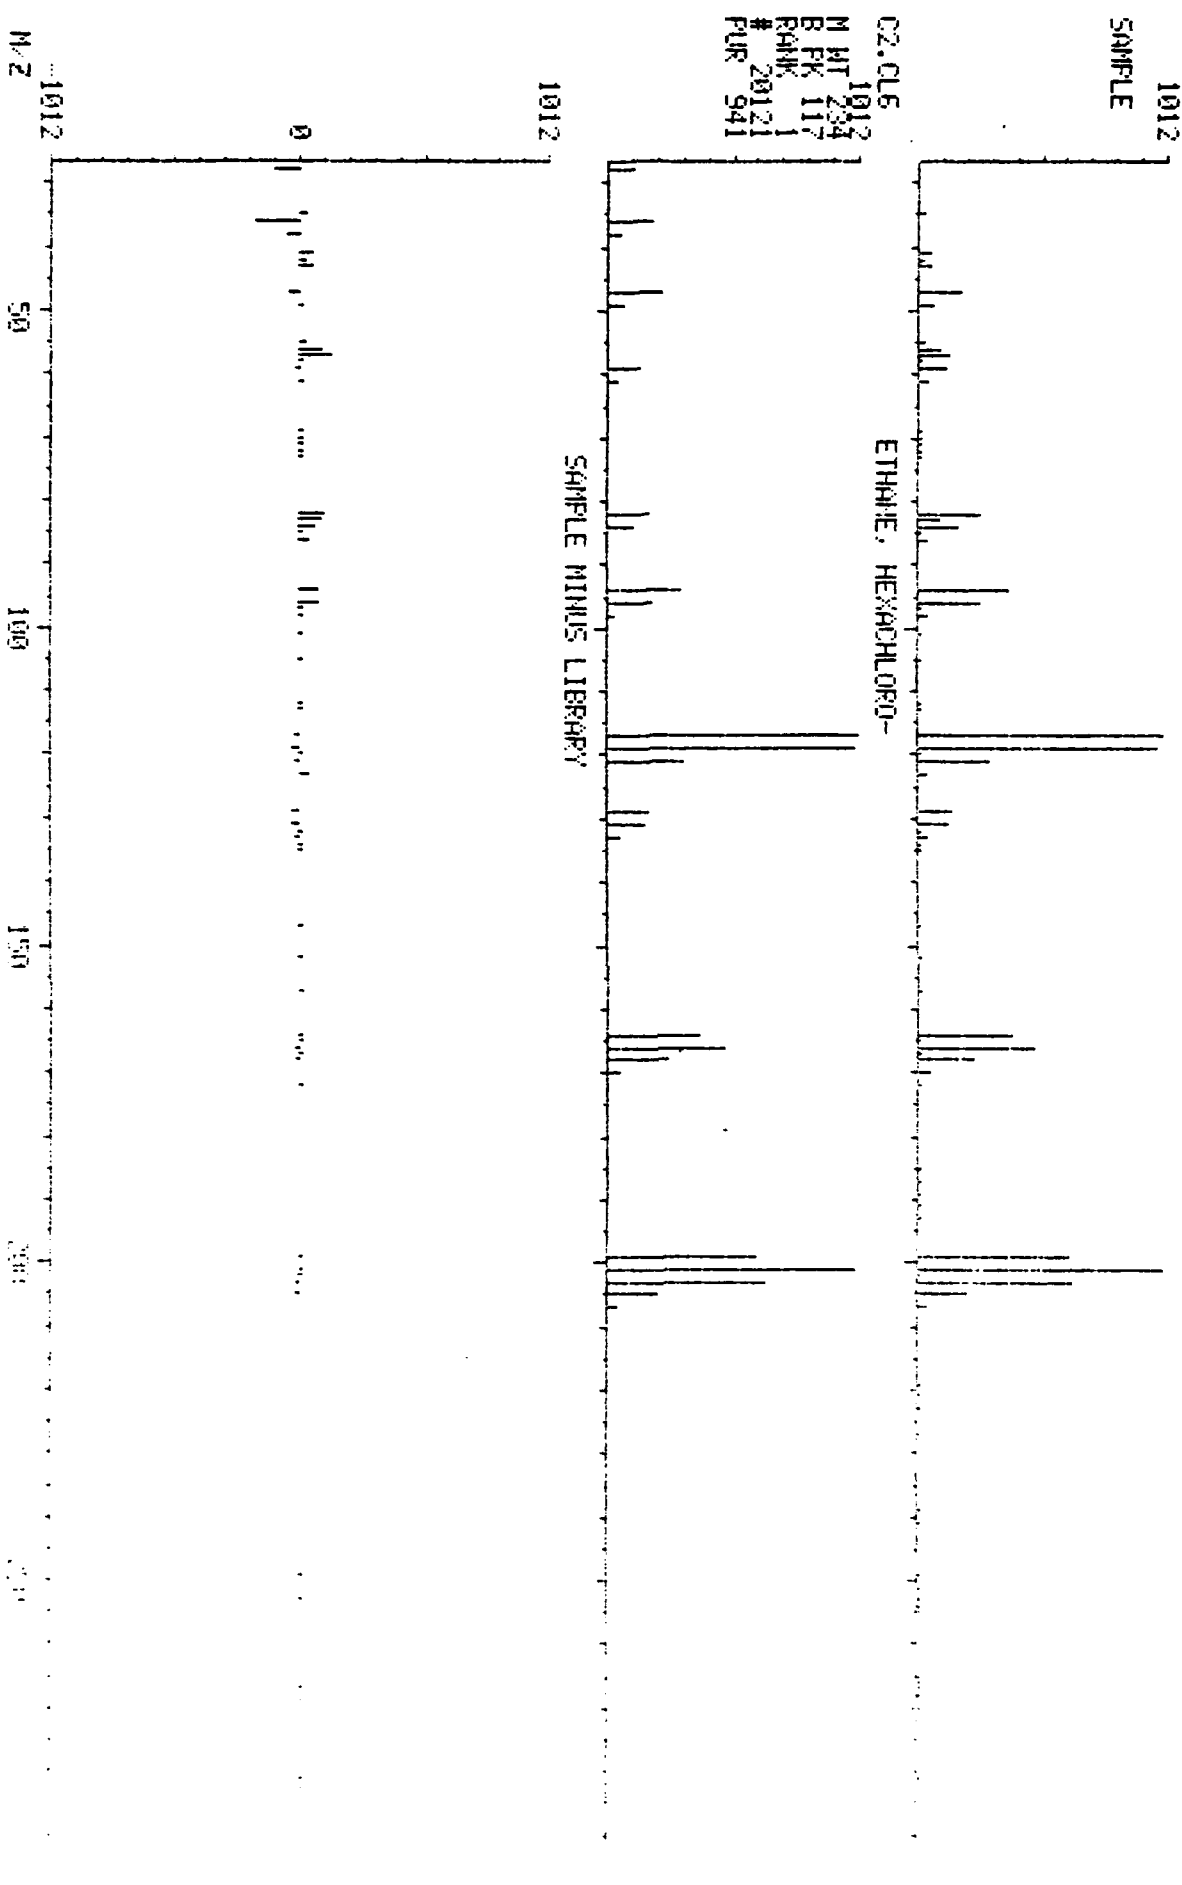 1012
SAMPLE
C2.CL6
ETHANE, HEXACHLORO-
1012
M WT 234
B PK 117
RANK 1
# 20121
PUR 941
SAMPLE MINUS LIBRARY
1012
0
-1012
M/Z
50
100
150
200